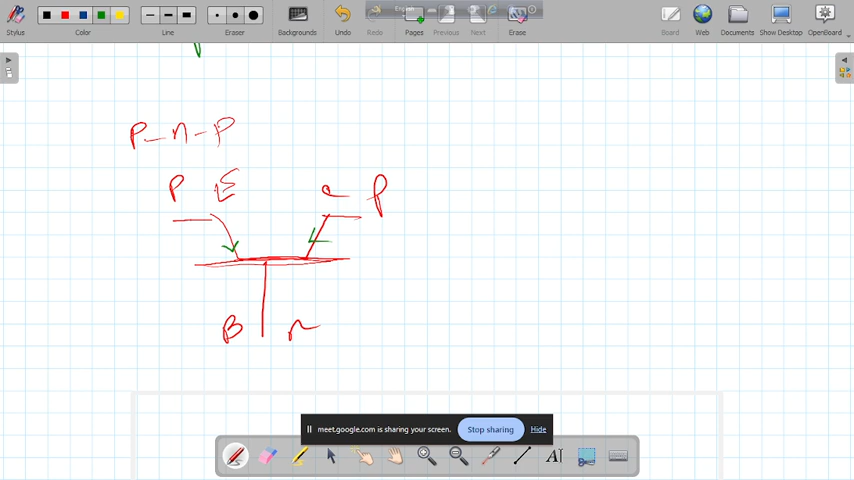 Stylus Color Line Eraser Backgrounds Undo Redo Pages Previous Next Erase Board Web Documents Show Desktop OpenBoard
English
P-n-P
P E C P
B n
meet.google.com is sharing your screen. Stop sharing Hide